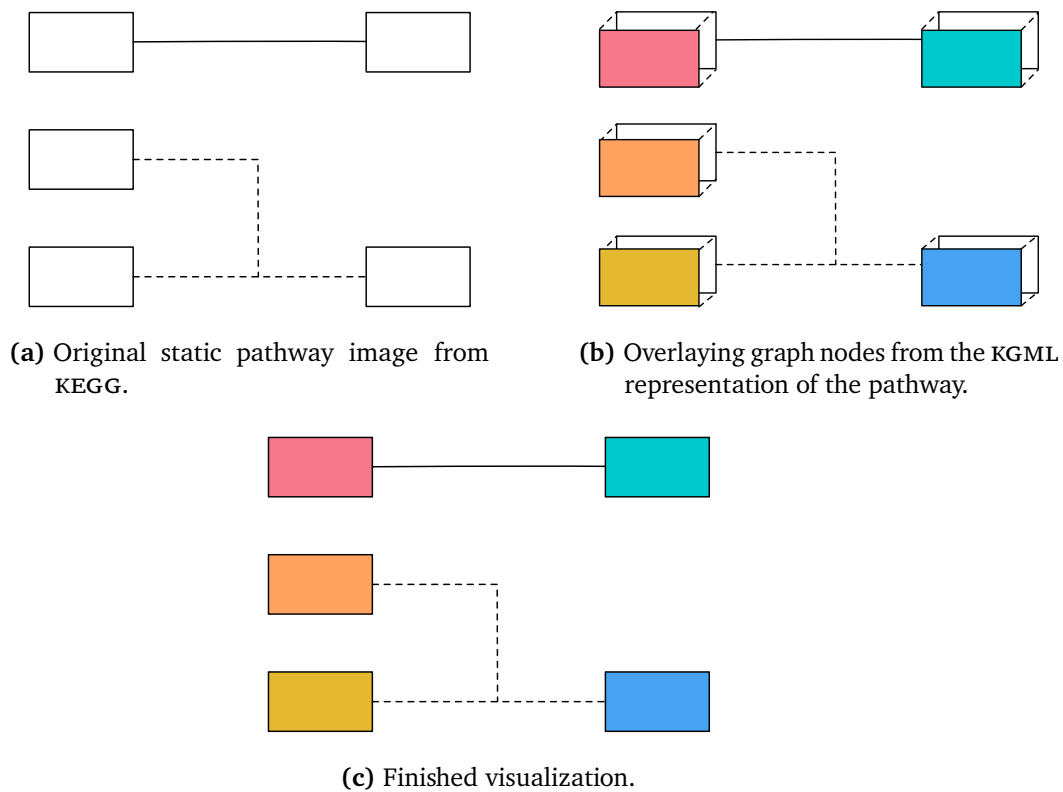 (a) Original static pathway image from
KEGG.
(b) Overlaying graph nodes from the KGML
representation of the pathway.
(c) Finished visualization.